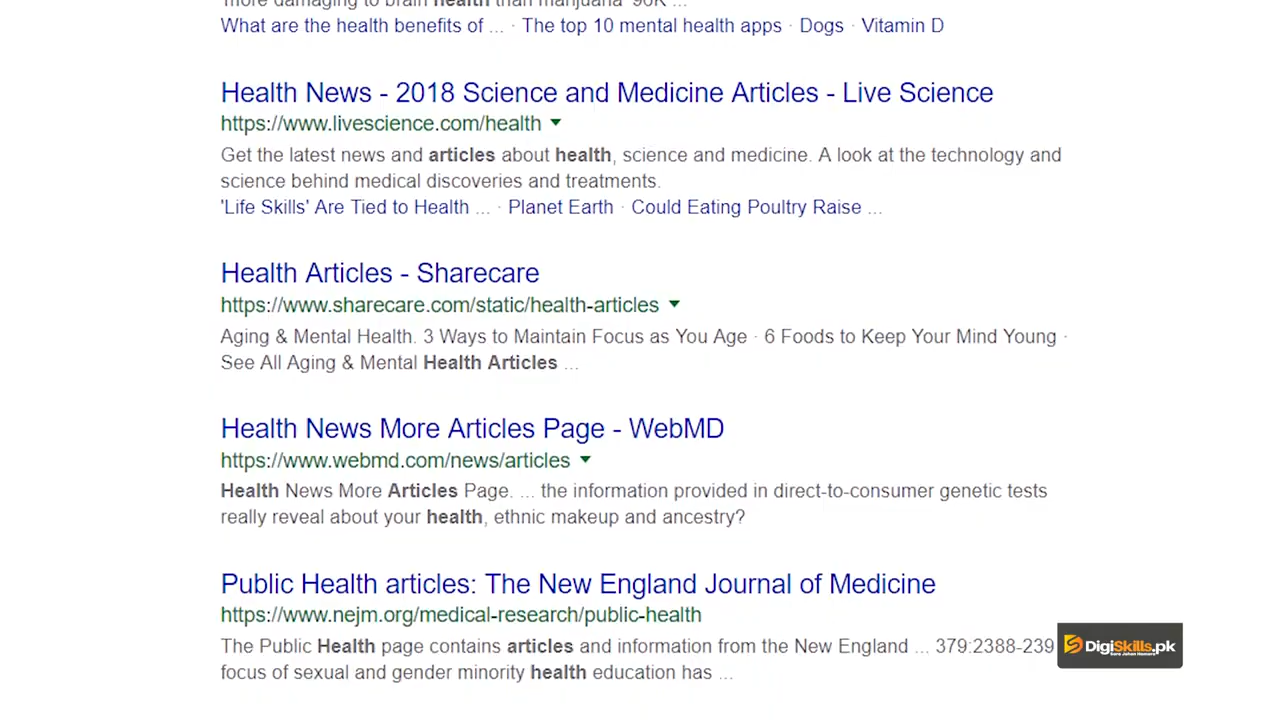 more damaging to brain health than marijuana' 90K ...
What are the health benefits of ... · The top 10 mental health apps · Dogs · Vitamin D
Health News - 2018 Science and Medicine Articles - Live Science
https://www.livescience.com/health
Get the latest news and articles about health, science and medicine. A look at the technology and
science behind medical discoveries and treatments.
'Life Skills' Are Tied to Health ... · Planet Earth · Could Eating Poultry Raise ...
Health Articles - Sharecare
https://www.sharecare.com/static/health-articles
Aging & Mental Health. 3 Ways to Maintain Focus as You Age · 6 Foods to Keep Your Mind Young ·
See All Aging & Mental Health Articles ...
Health News More Articles Page - WebMD
https://www.webmd.com/news/articles
Health News More Articles Page. ... the information provided in direct-to-consumer genetic tests
really reveal about your health, ethnic makeup and ancestry?
Public Health articles: The New England Journal of Medicine
https://www.nejm.org/medical-research/public-health
The Public Health page contains articles and information from the New England ... 379:2388-239
focus of sexual and gender minority health education has ...
DigiSkills.pk